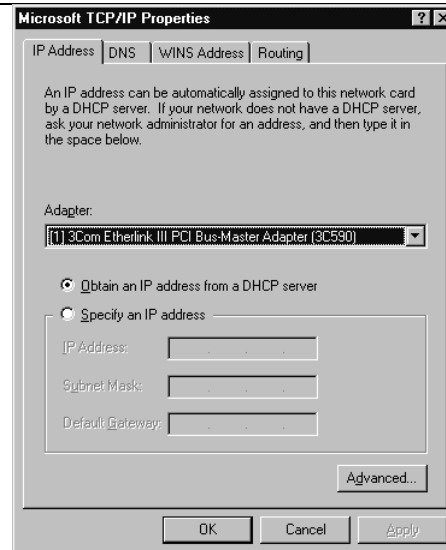 Microsoft TCP/IP Properties
IP Address DNS WINS Address Routing
An IP address can be automatically assigned to this network card
by a DHCP server. If your network does not have a DHCP server,
ask your network administrator for an address, and then type it in
the space below.
Adapter:
[1] 3Com Etherlink III PCI Bus-Master Adapter (3C590)
Obtain an IP address from a DHCP server
Specify an IP address
IP Address:
Subnet Mask:
Default Gateway:
Advanced...
OK Cancel Apply